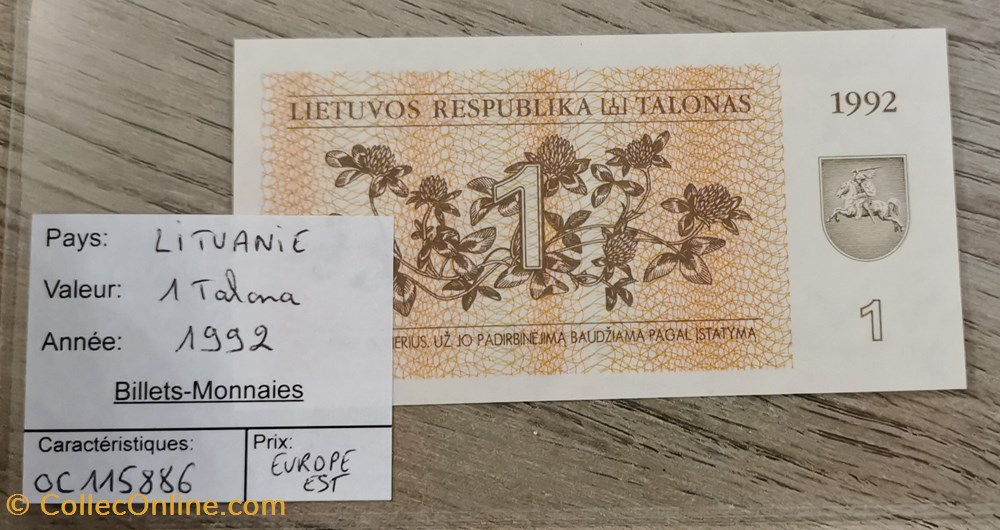 LIETUVOS RESPUBLIKA TALONAS
1992
1
1
ERIUS, UŽ JO PADIRBINĖJIMĄ BAUDŽIAMA PAGAL ĮSTATYMĄ
Pays: LITUANIE
Valeur: 1 Talona
Année: 1992
Billets-Monnaies
Caractéristiques:
OC115886
Prix:
EUROPE
EST
© CollecOnline.com